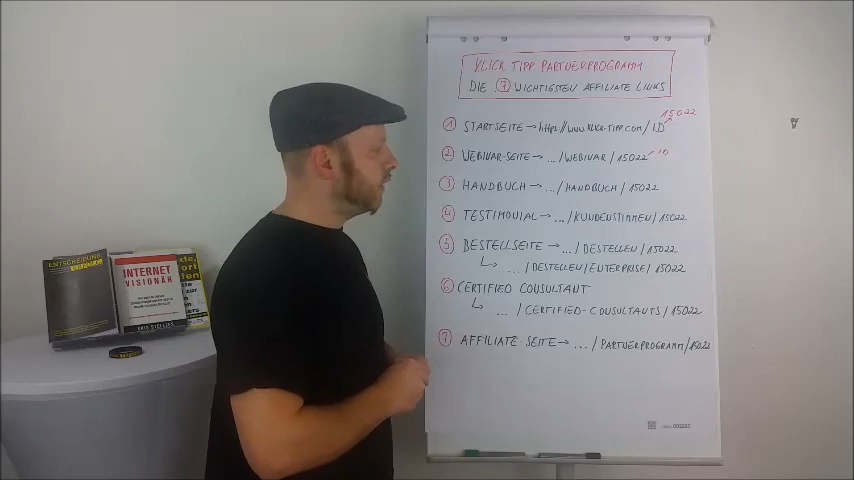 KLICK TIPP PARTNERPROGRAMM
DIE 7 WICHTIGSTEN AFFILIATE LINKS
15022
1 STARTSEITE → https://www.klick-tipp.com/ID
2 WEBINAR-SEITE → .../WEBINAR/15022 ID
3 HANDBUCH → .../HANDBUCH/15022
4 TESTIMONIAL → .../KUNDENSTIMMEN/15022
5 BESTELLSEITE → .../BESTELLEN/15022
↳ .../BESTELLEN/ENTERPRISE/15022
6 CERTIFIED CONSULTANT
↳ .../CERTIFIED-CONSULTANTS/15022
7 AFFILIATE-SEITE → .../PARTNERPROGRAMM/15022
ENTSCHEIDUNG:
ERFOLG
INTERNET
VISIONÄR